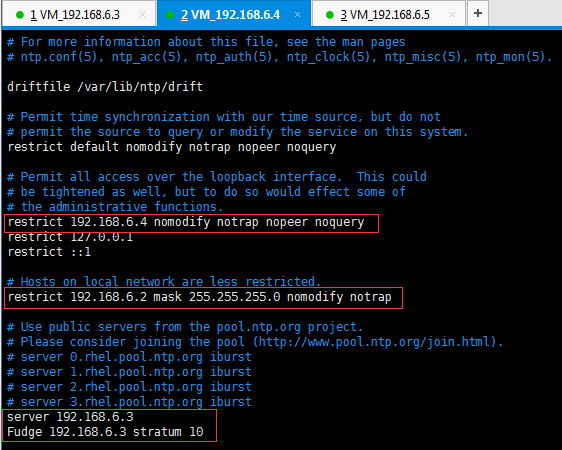 1 VM_192.168.6.3 × 2 VM_192.168.6.4 × 3 VM_192.168.6.5 × +
# For more information about this file, see the man pages
# ntp.conf(5), ntp_acc(5), ntp_auth(5), ntp_clock(5), ntp_misc(5), ntp_mon(5).
driftfile /var/lib/ntp/drift
# Permit time synchronization with our time source, but do not
# permit the source to query or modify the service on this system.
restrict default nomodify notrap nopeer noquery
# Permit all access over the loopback interface.  This could
# be tightened as well, but to do so would effect some of
# the administrative functions.
restrict 192.168.6.4 nomodify notrap nopeer noquery
restrict 127.0.0.1
restrict ::1
# Hosts on local network are less restricted.
restrict 192.168.6.2 mask 255.255.255.0 nomodify notrap
# Use public servers from the pool.ntp.org project.
# Please consider joining the pool (http://www.pool.ntp.org/join.html).
# server 0.rhel.pool.ntp.org iburst
# server 1.rhel.pool.ntp.org iburst
# server 2.rhel.pool.ntp.org iburst
# server 3.rhel.pool.ntp.org iburst
server 192.168.6.3
Fudge 192.168.6.3 stratum 10